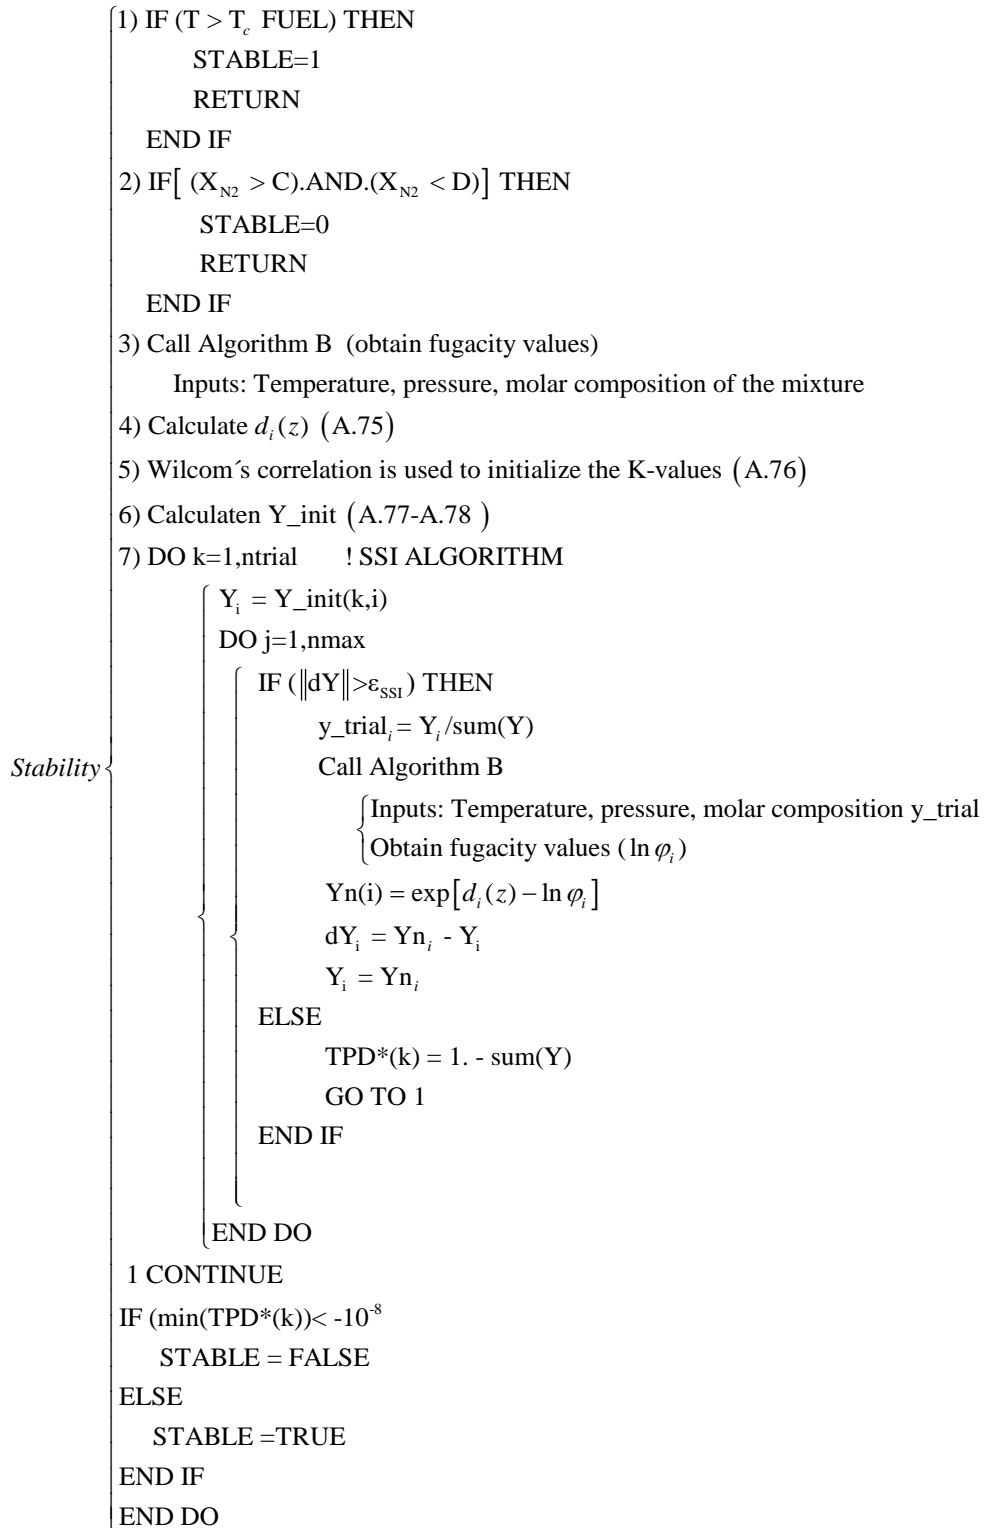 1) IF (T > T_c FUEL) THEN
STABLE=1
RETURN
END IF
2) IF[ (X_N2 > C).AND.(X_N2 < D)] THEN
STABLE=0
RETURN
END IF
3) Call Algorithm B (obtain fugacity values)
Inputs: Temperature, pressure, molar composition of the mixture
4) Calculate d_i(z) (A.75)
5) Wilcom´s correlation is used to initialize the K-values (A.76)
6) Calculaten Y_init (A.77-A.78 )
7) DO k=1,ntrial ! SSI ALGORITHM
Y_i = Y_init(k,i)
DO j=1,nmax
IF (‖dY‖>ε_SSI) THEN
y_trial_i = Y_i/sum(Y)
Stability
Call Algorithm B
Inputs: Temperature, pressure, molar composition y_trial
Obtain fugacity values (ln φ_i)
Yn(i) = exp[d_i(z) − ln φ_i]
dY_i = Yn_i - Y_i
Y_i = Yn_i
ELSE
TPD*(k) = 1. - sum(Y)
GO TO 1
END IF
END DO
1 CONTINUE
IF (min(TPD*(k))< -10^-8
STABLE = FALSE
ELSE
STABLE =TRUE
END IF
END DO